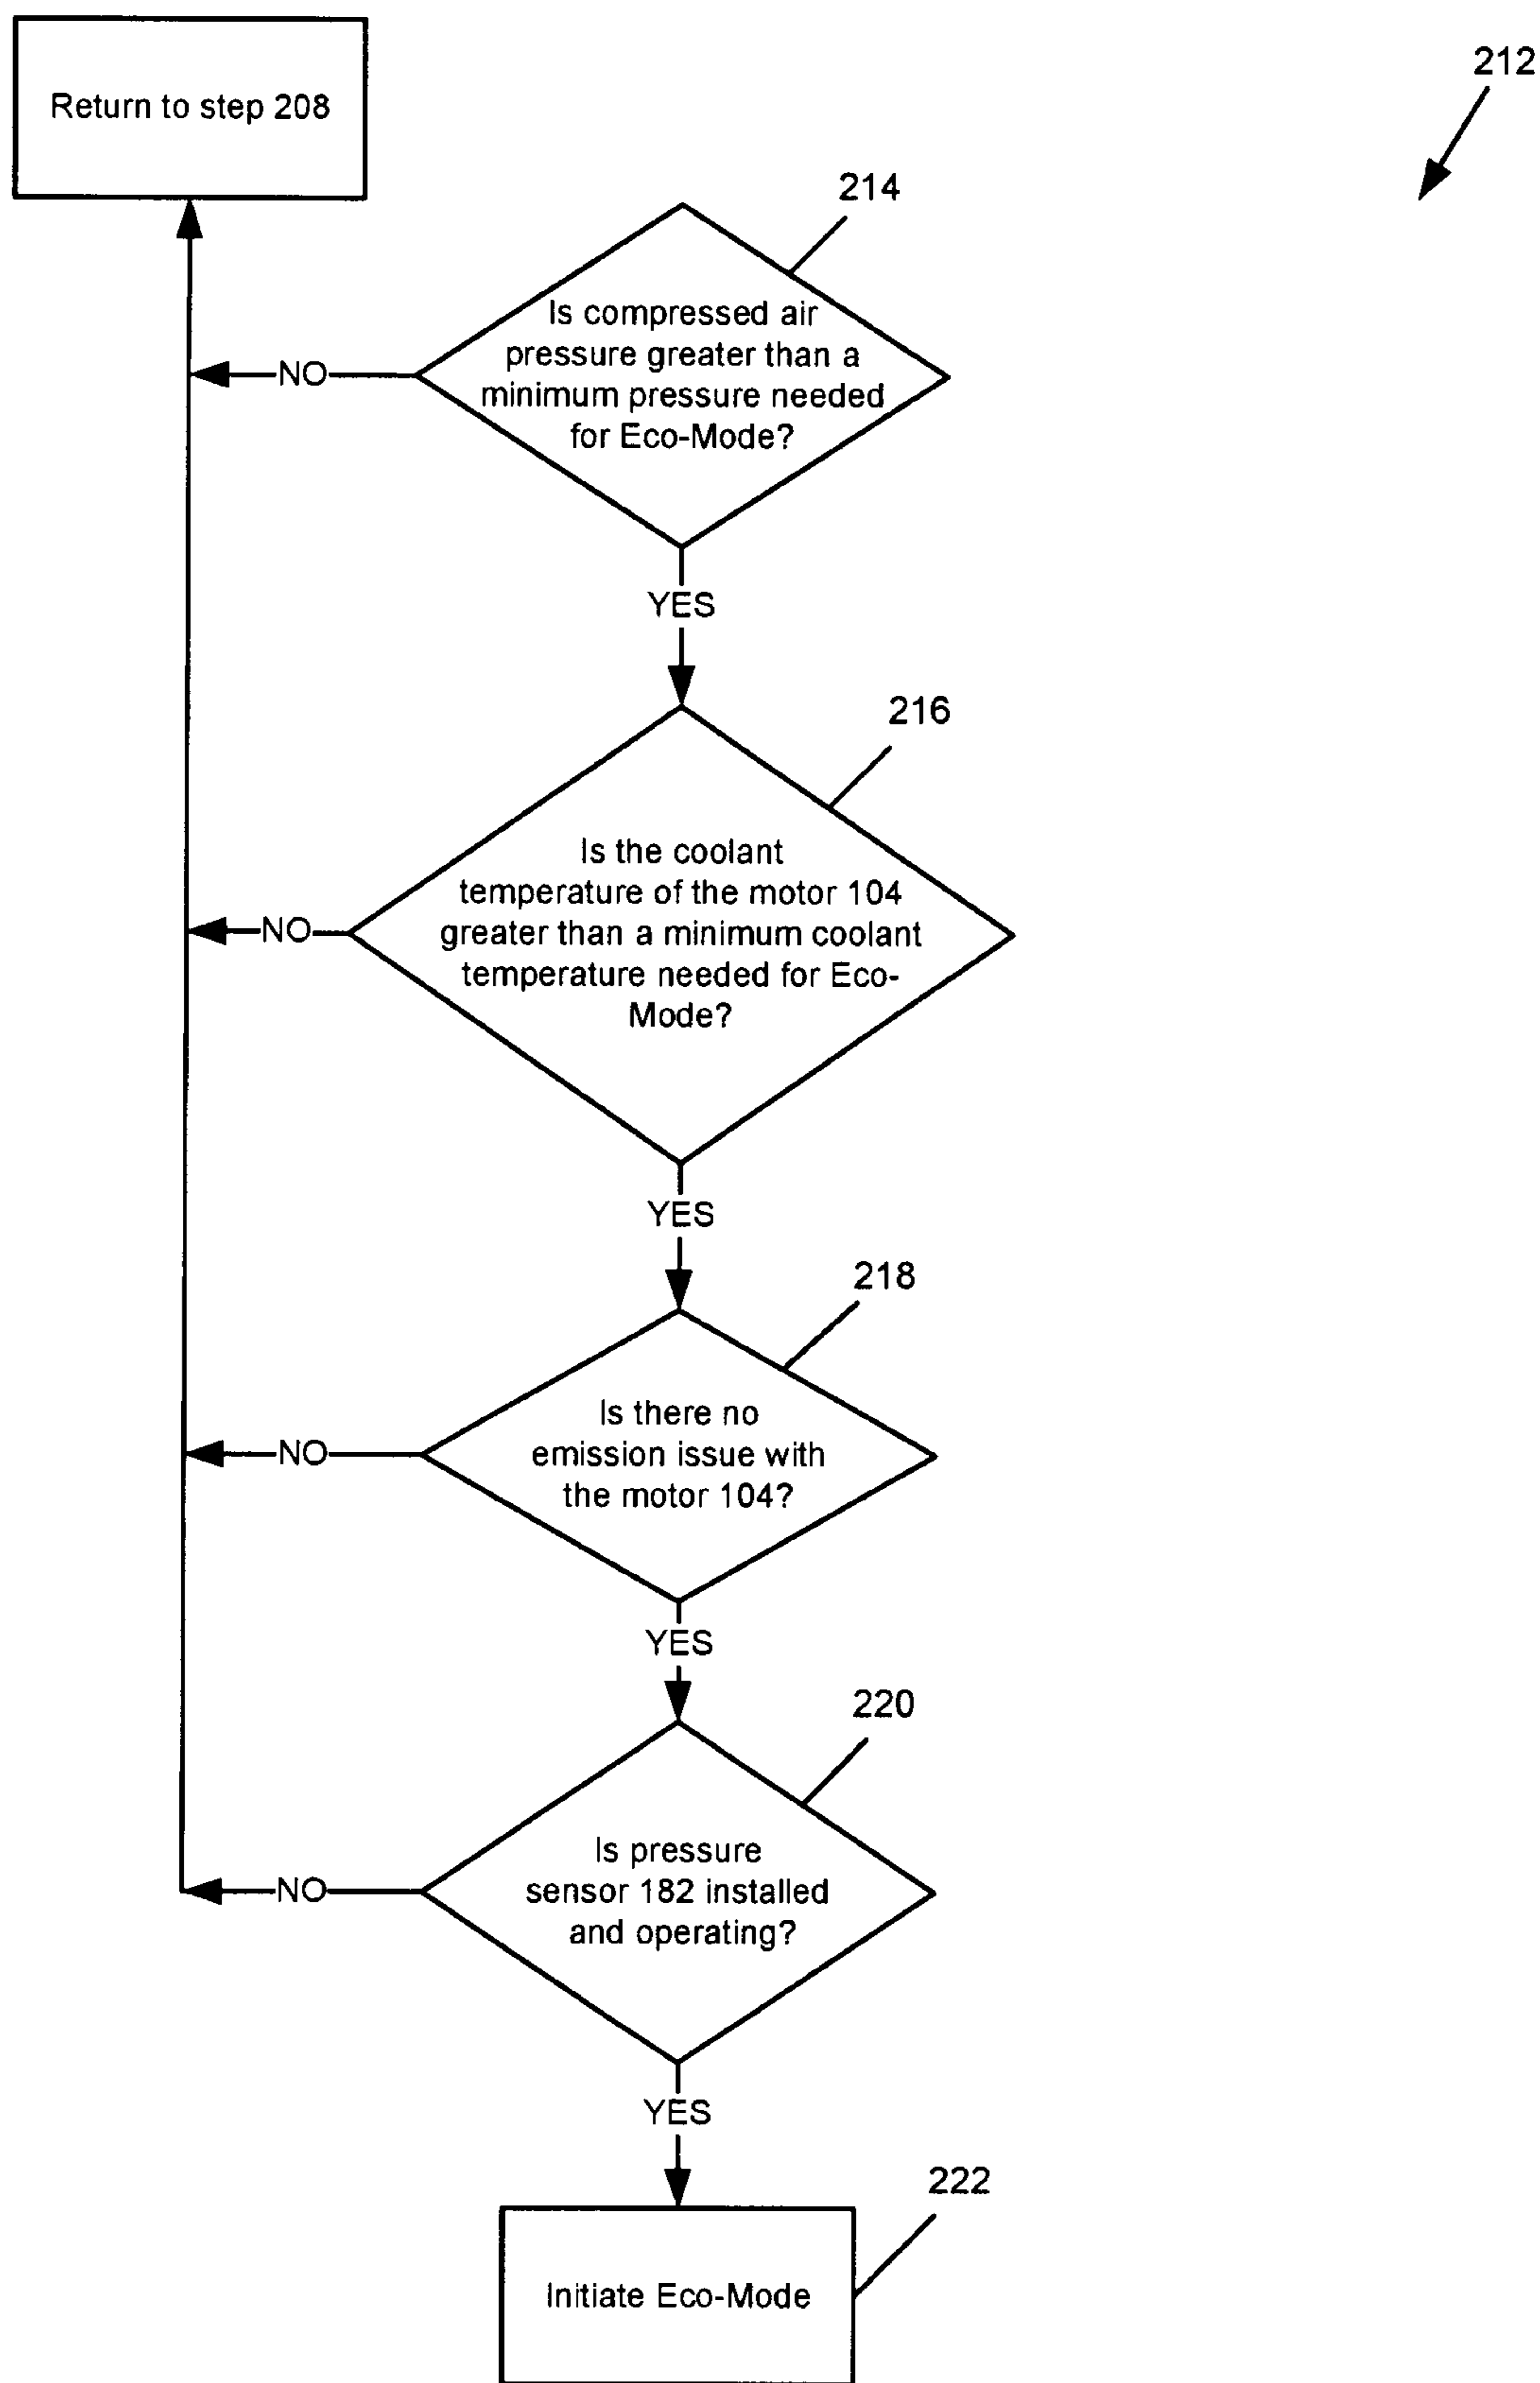 Return to step 208
212
214
Is compressed air
pressure greater than a
minimum pressure needed
for Eco-Mode?
NO
YES
216
Is the coolant
temperature of the motor 104
greater than a minimum coolant
temperature needed for Eco-
Mode?
NO
YES
218
Is there no
emission issue with
the motor 104?
NO
YES
220
Is pressure
sensor 182 installed
and operating?
NO
YES
222
Initiate Eco-Mode